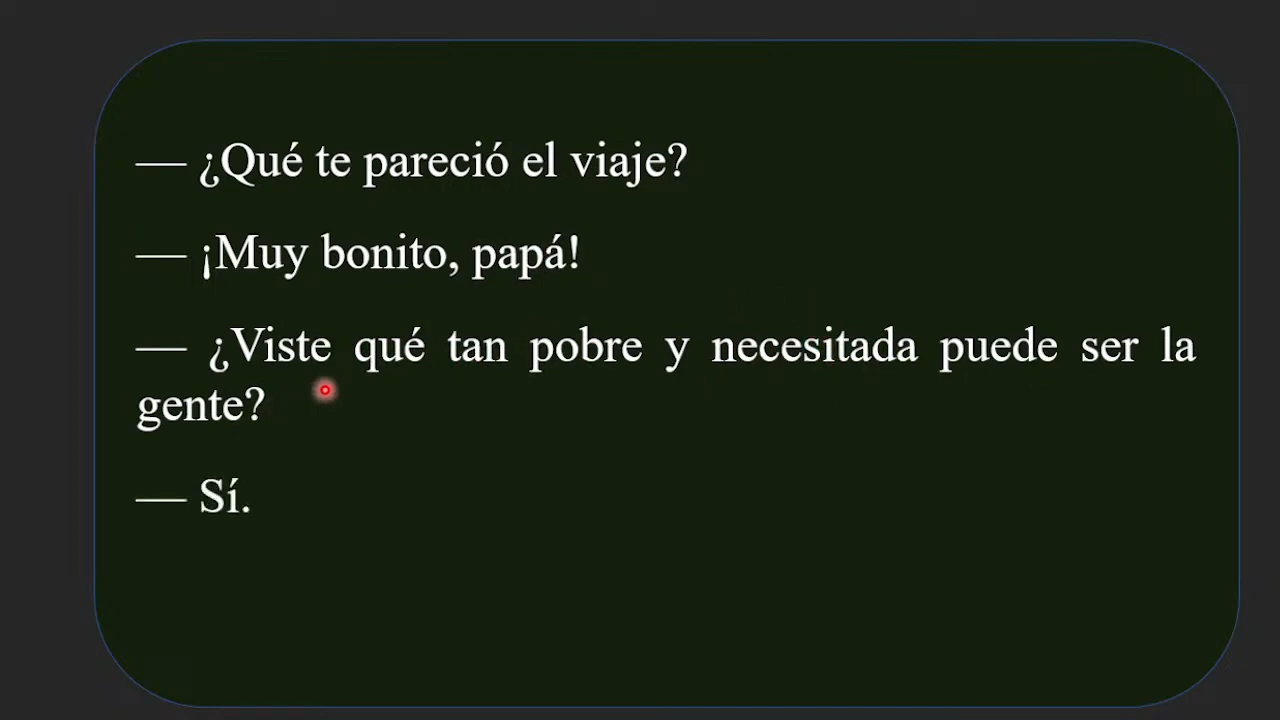 — ¿Qué te pareció el viaje?
— ¡Muy bonito, papá!
— ¿Viste qué tan pobre y necesitada puede ser la
gente?
— Sí.